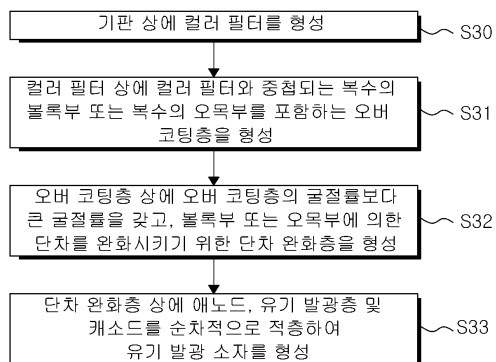 기판 상에 컬러 필터를 형성
S30
컬러 필터 상에 컬러 필터와 중첩되는 복수의
볼록부 또는 복수의 오목부를 포함하는 오버
코팅층을 형성
S31
오버 코팅층 상에 오버 코팅층의 굴절률보다
큰 굴절률을 갖고, 볼록부 또는 오목부에 의한
단차를 완화시키기 위한 단차 완화층을 형성
S32
단차 완화층 상에 애노드, 유기 발광층 및
캐소드를 순차적으로 적층하여
유기 발광 소자를 형성
S33